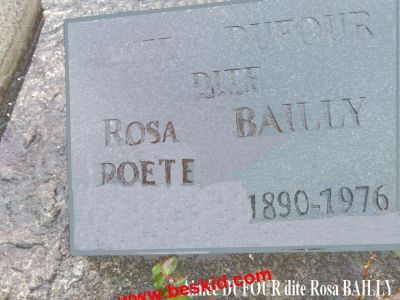 DUFOUR
DITE
ROSA BAILLY
POETE
1890-1976
www.beskid.com
DUFOUR dite Rosa BAILLY